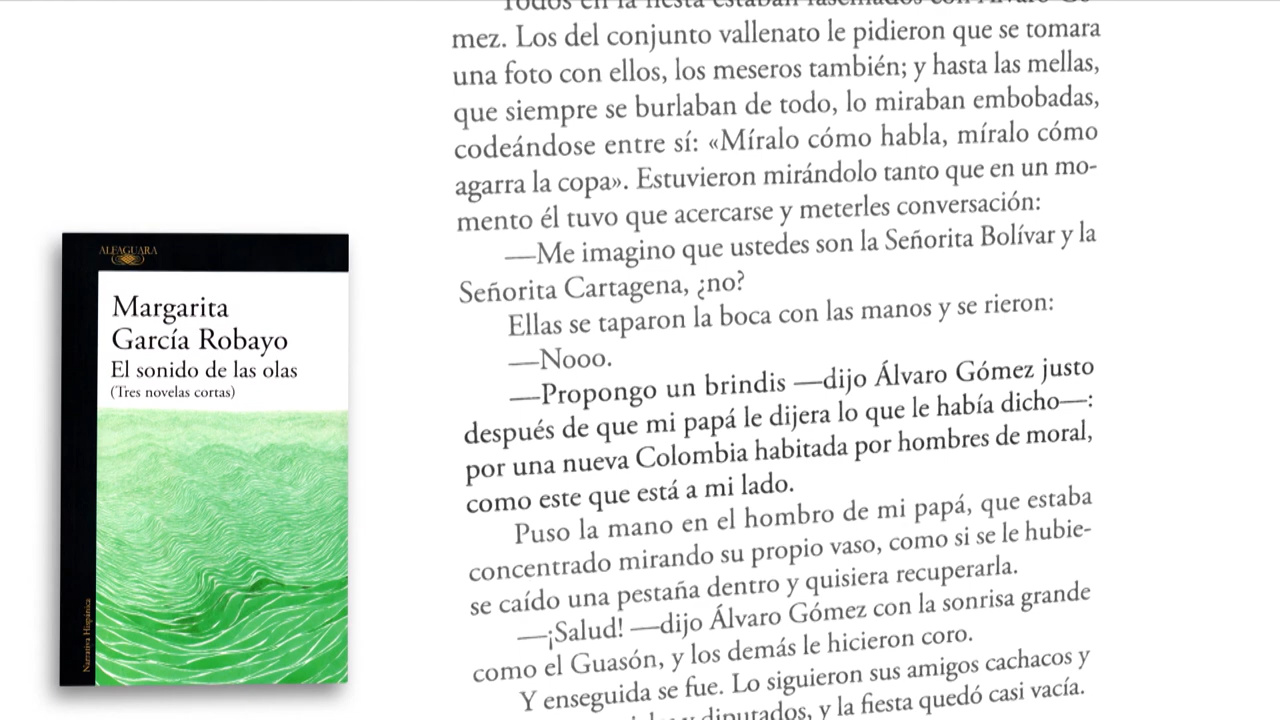 ALFAGUARA
Margarita
García Robayo
El sonido de las olas
(Tres novelas cortas)
Narrativa Hispánica
Todos en la fiesta estaban fascinados con Álvaro Gó-
mez. Los del conjunto vallenato le pidieron que se tomara
una foto con ellos, los meseros también; y hasta las mellas,
que siempre se burlaban de todo, lo miraban embobadas,
codeándose entre sí: «Míralo cómo habla, míralo cómo
agarra la copa». Estuvieron mirándolo tanto que en un mo-
mento él tuvo que acercarse y meterles conversación:
—Me imagino que ustedes son la Señorita Bolívar y la
Señorita Cartagena, ¿no?
Ellas se taparon la boca con las manos y se rieron:
—Nooo.
—Propongo un brindis —dijo Álvaro Gómez justo
después de que mi papá le dijera lo que le había dicho—:
por una nueva Colombia habitada por hombres de moral,
como este que está a mi lado.
Puso la mano en el hombro de mi papá, que estaba
concentrado mirando su propio vaso, como si se le hubie-
se caído una pestaña dentro y quisiera recuperarla.
—¡Salud! —dijo Álvaro Gómez con la sonrisa grande
como el Guasón, y los demás le hicieron coro.
Y enseguida se fue. Lo siguieron sus amigos cachacos y
y diputados, y la fiesta quedó casi vacía.